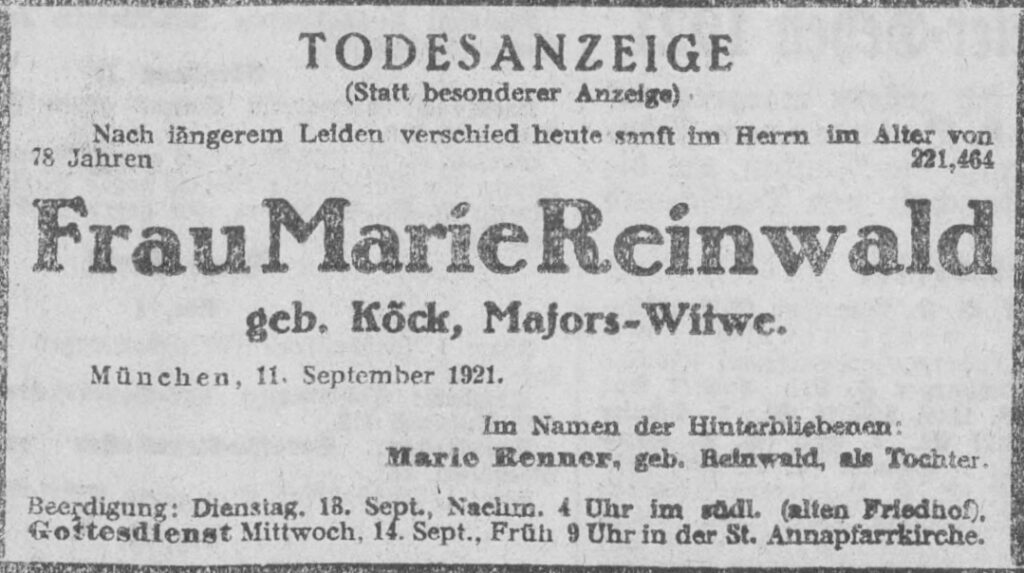 TODESANZEIGE
(Statt besonderer Anzeige)
Nach längerem Leiden verschied heute sanft im Herrn im Alter von
78 Jahren 221,464
Frau Marie Reinwald
geb. Köck, Majors-Witwe.
München, 11. September 1921.
Im Namen der Hinterbliebenen:
Marie Renner, geb. Reinwald, als Tochter.
Beerdigung: Dienstag, 13. Sept., Nachm. 4 Uhr im südl. (alten Friedhof).
Gottesdienst Mittwoch, 14. Sept., Früh 9 Uhr in der St. Annapfarrkirche.